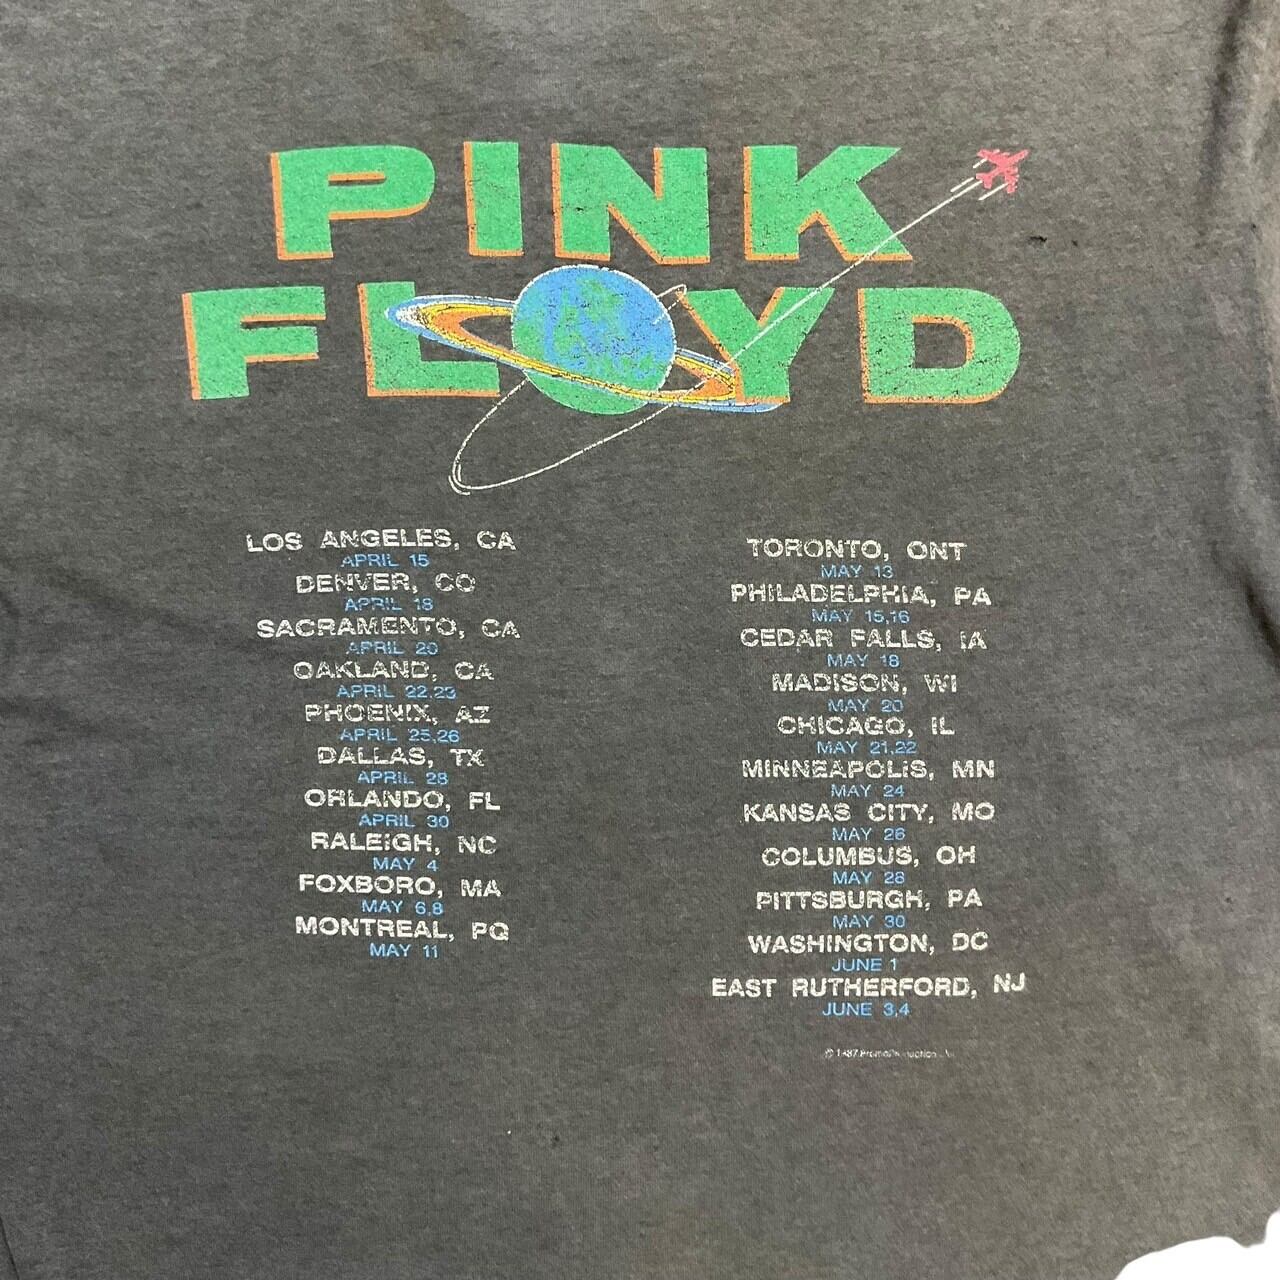 PINK
FLOYD
LOS ANGELES, CA
APRIL 15
DENVER, CO
APRIL 18
SACRAMENTO, CA
APRIL 20
OAKLAND, CA
APRIL 22,23
PHOENIX, AZ
APRIL 25,26
DALLAS, TX
APRIL 28
ORLANDO, FL
APRIL 30
RALEIGH, NC
MAY 4
FOXBORO, MA
MAY 6,8
MONTREAL, PQ
MAY 11
TORONTO, ONT
MAY 13
PHILADELPHIA, PA
MAY 15,16
CEDAR FALLS, IA
MAY 18
MADISON, WI
MAY 20
CHICAGO, IL
MAY 21,22
MINNEAPOLIS, MN
MAY 24
KANSAS CITY, MO
MAY 26
COLUMBUS, OH
MAY 28
PITTSBURGH, PA
MAY 30
WASHINGTON, DC
JUNE 1
EAST RUTHERFORD, NJ
JUNE 3,4
© 1987